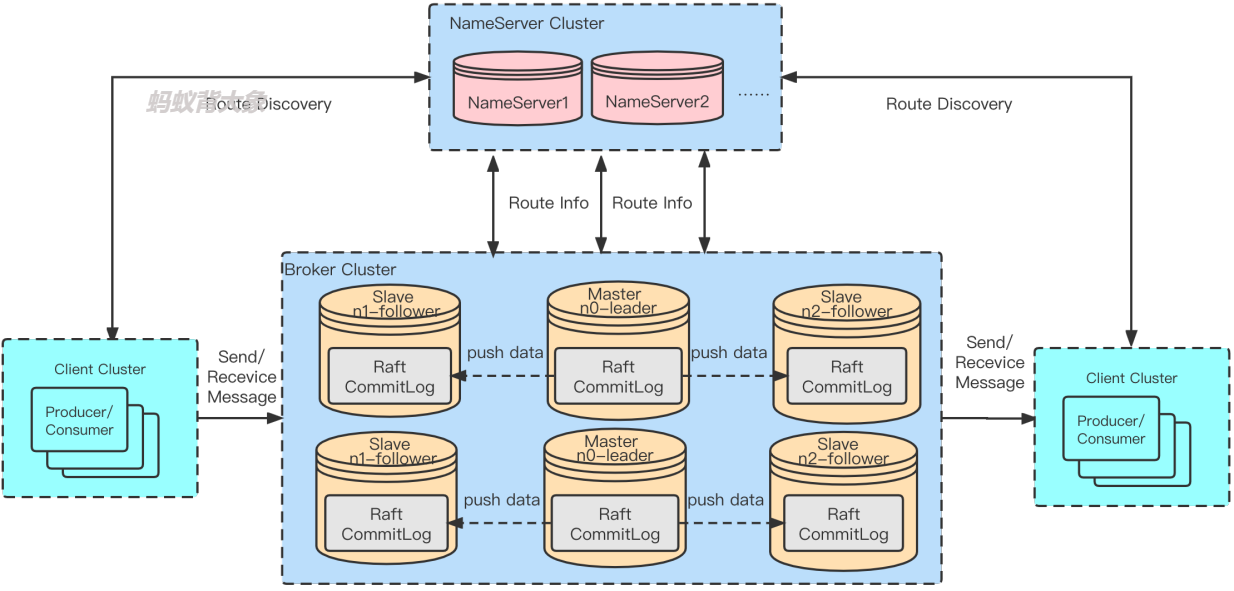 NameServer Cluster
NameServer1
NameServer2
......
蚂蚁背大象
Route Discovery
Route Discovery
Route Info
Route Info
Broker Cluster
Slave
n1-follower
Master
n0-leader
Slave
n2-follower
push data
push data
Raft
CommitLog
Raft
CommitLog
Raft
CommitLog
Slave
n1-follower
Master
n0-leader
Slave
n2-follower
push data
push data
Raft
CommitLog
Raft
CommitLog
Raft
CommitLog
Client Cluster
Producer/
Consumer
Send/
Recevice
Message
Send/
Recevice
Message
Client Cluster
Producer/
Consumer